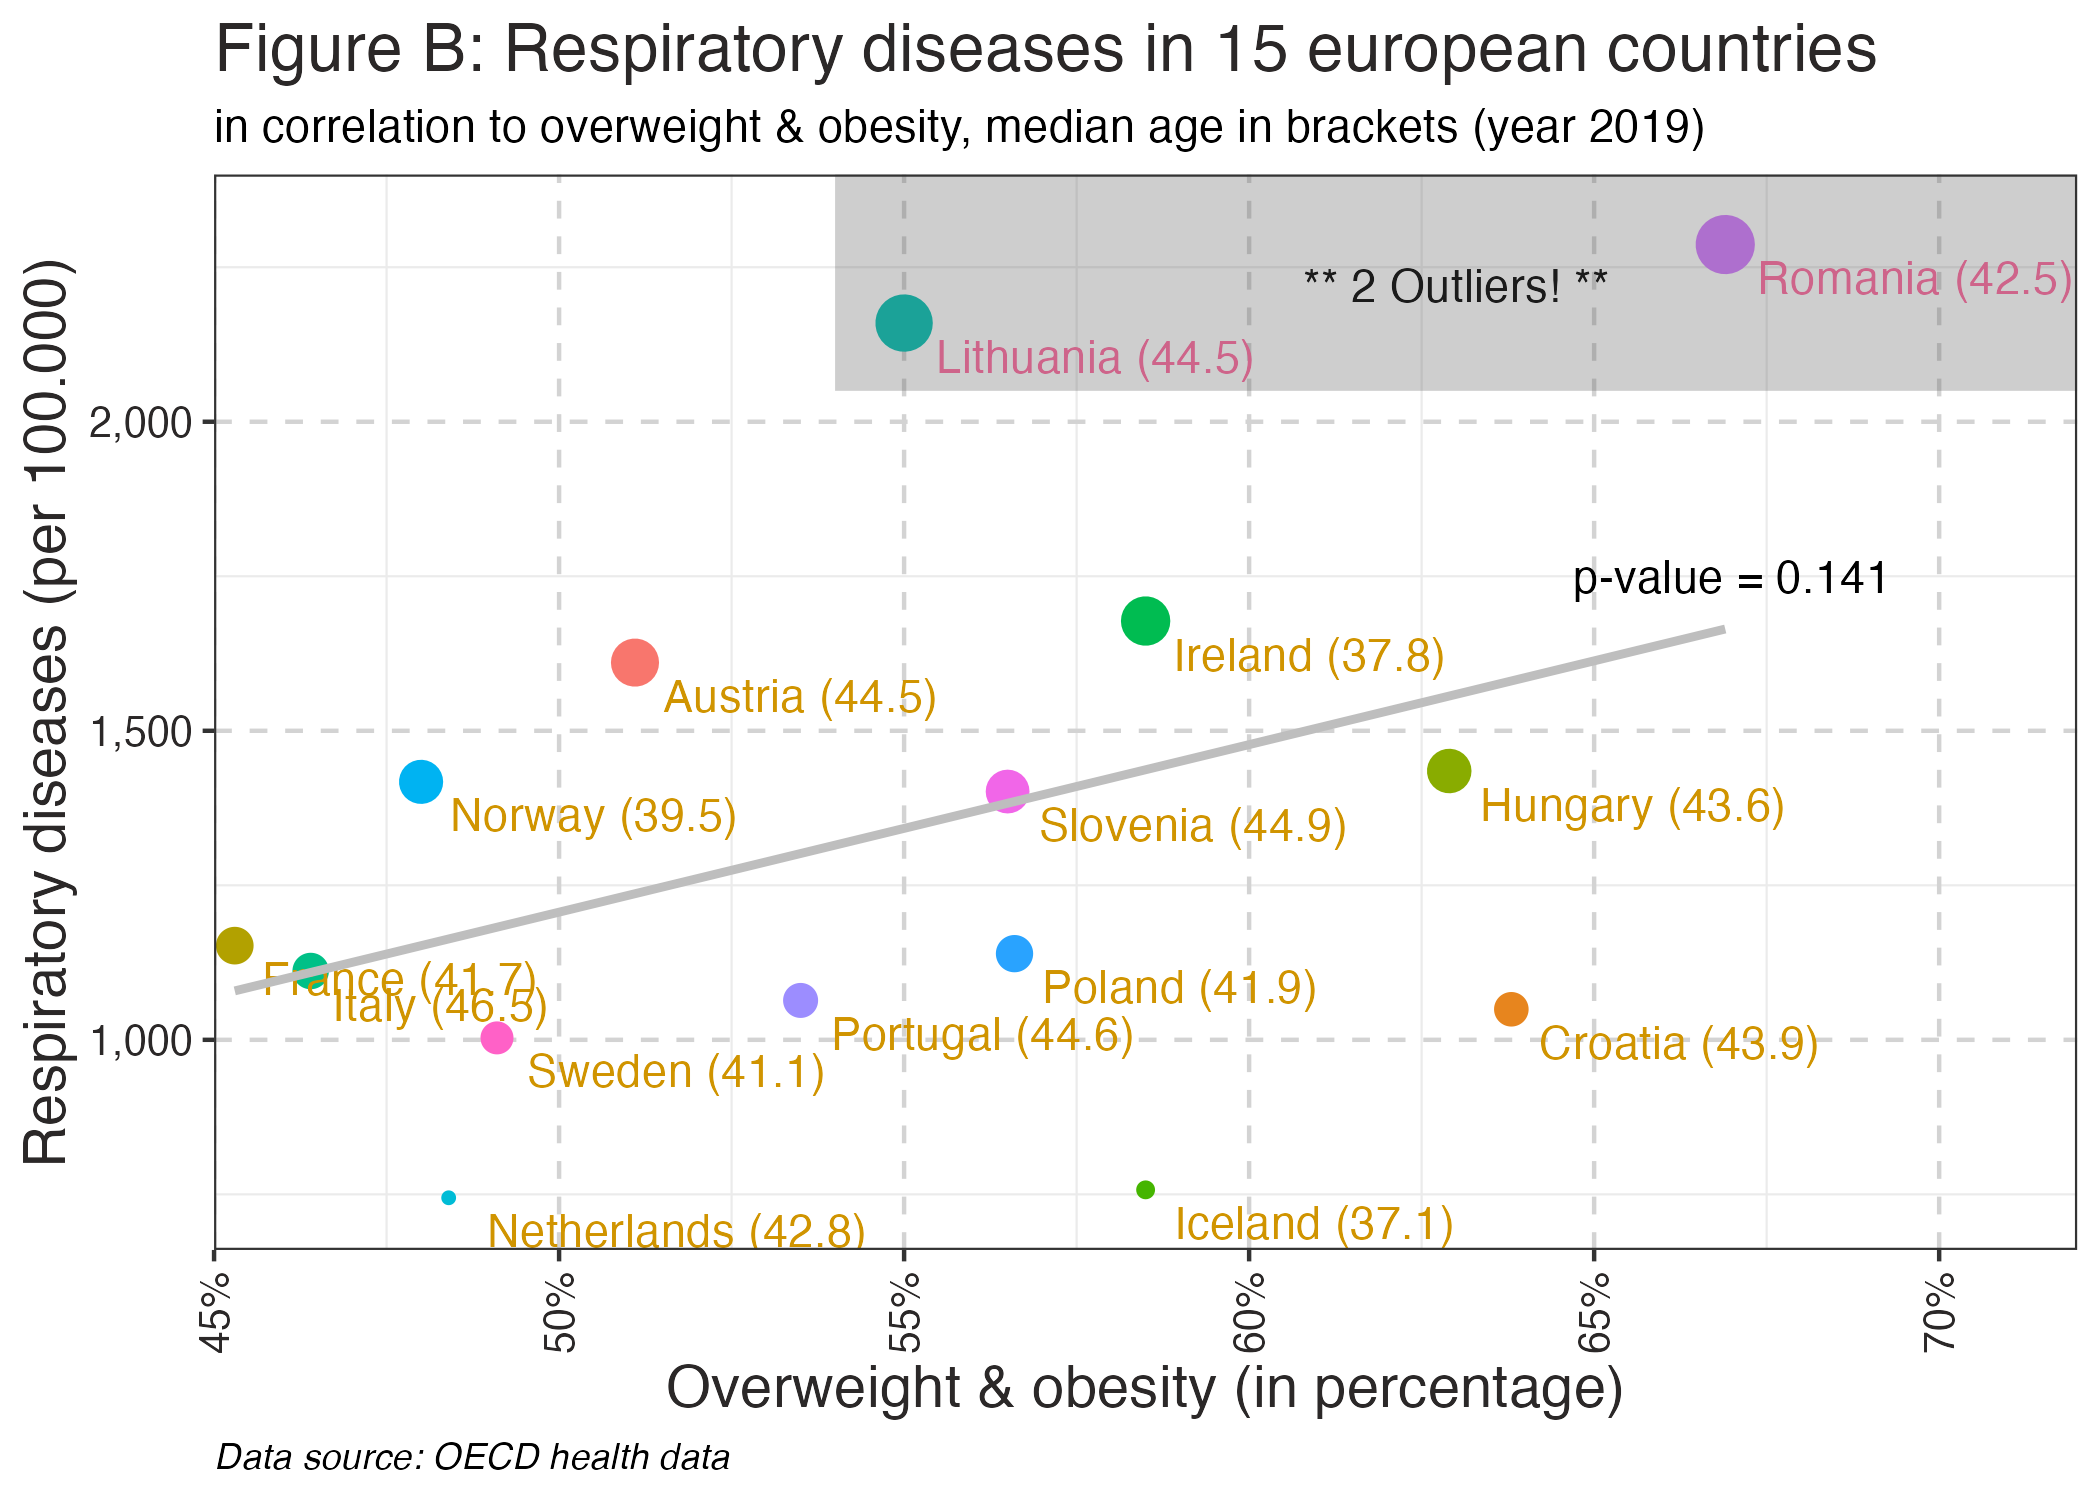 Figure B: Respiratory diseases in 15 european countries
in correlation to overweight & obesity, median age in brackets (year 2019)
Respiratory diseases (per 100.000)
2,000
1,500
1,000
** 2 Outliers! **
Romania (42.5)
Lithuania (44.5)
p-value = 0.141
Ireland (37.8)
Austria (44.5)
Hungary (43.6)
Norway (39.5)
Slovenia (44.9)
France (41.7)
Italy (46.5)
Poland (41.9)
Portugal (44.6)
Croatia (43.9)
Sweden (41.1)
Netherlands (42.8)
Iceland (37.1)
45%
50%
55%
60%
65%
70%
Overweight & obesity (in percentage)
Data source: OECD health data